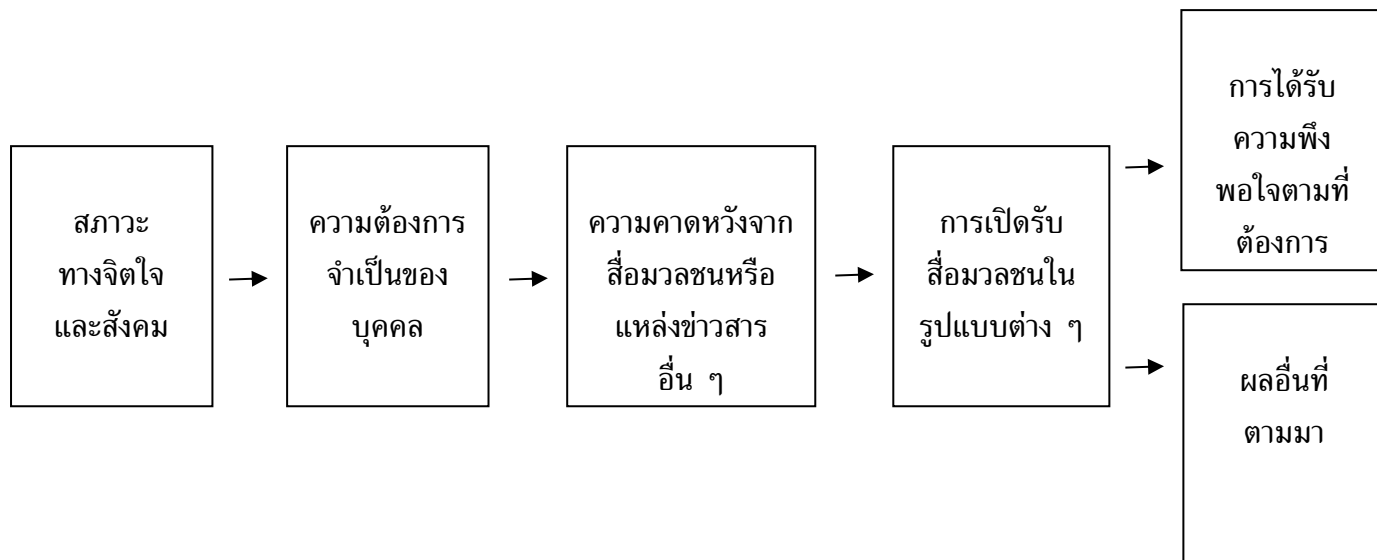 สภาวะ
ทางจิตใจ
และสังคม
ความต้องการ
จำเป็นของ
บุคคล
ความคาดหวังจาก
สื่อมวลชนหรือ
แหล่งข่าวสาร
อื่น ๆ
การเปิดรับ
สื่อมวลชนใน
รูปแบบต่าง ๆ
การได้รับ
ความพึง
พอใจตามที่
ต้องการ
ผลอื่นที่
ตามมา